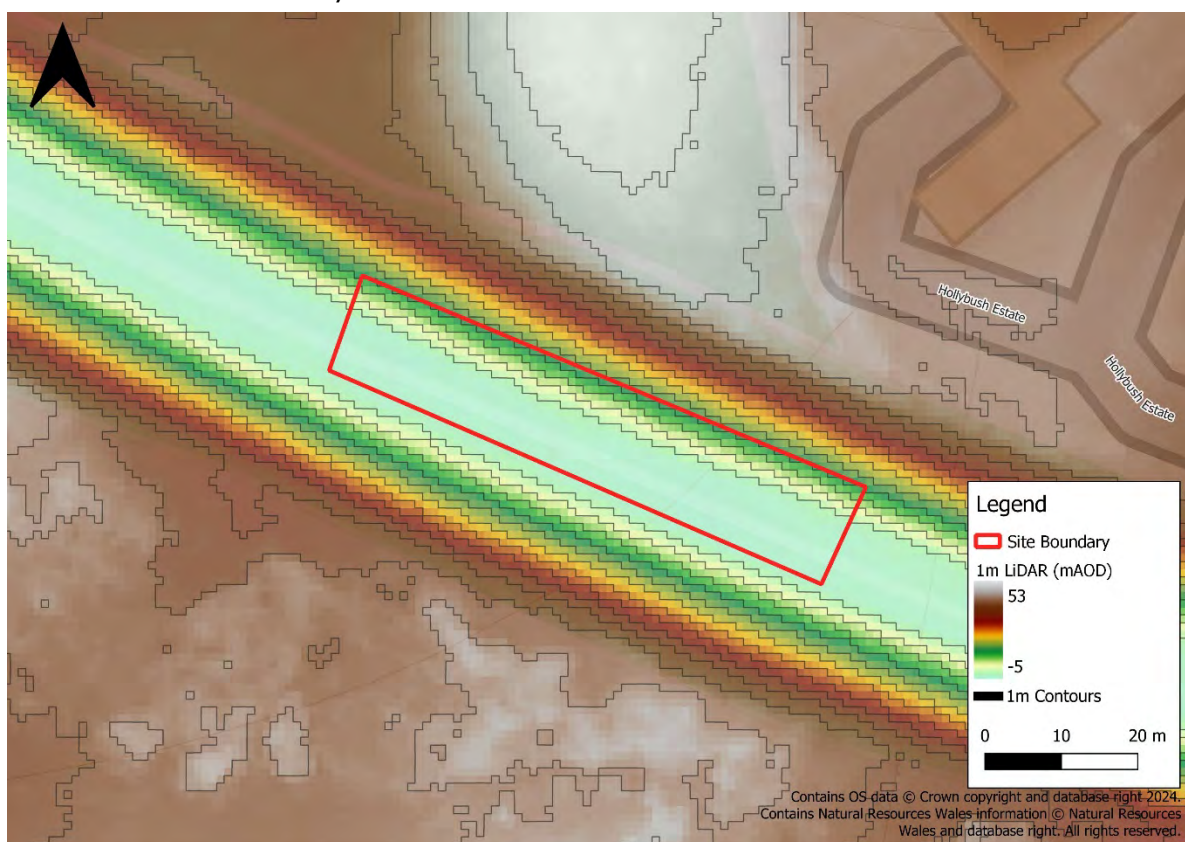 Hollybush Estate
Hollybush Estate
Legend
Site Boundary
1m LiDAR (mAOD)
53
-5
1m Contours
0 10 20 m
Contains OS data © Crown copyright and database right 2024.
Contains Natural Resources Wales information © Natural Resources
Wales and database right. All rights reserved.